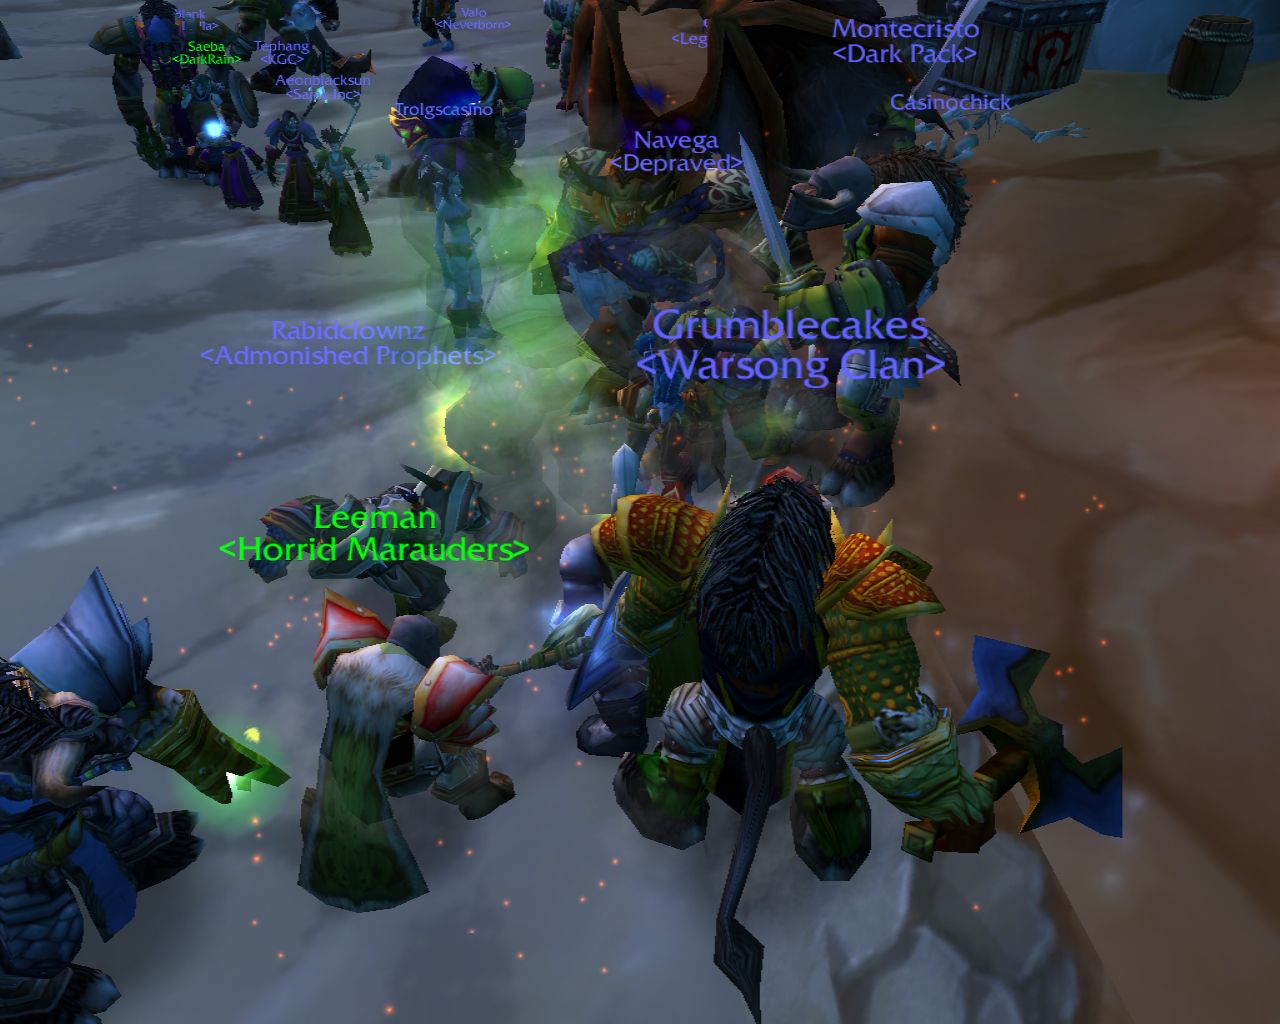 Valo
<Neverborn>
Saeba
<DarkRain>
Tephang
<KGC>
Aeonblacksun
Trolgscasino
Montecristo
<Dark Pack>
Casinochick
Navega
<Depraved>
Rabidclownz
<Admonished Prophets>
Grumblecakes
<Warsong Clan>
Leeman
<Horrid Marauders>